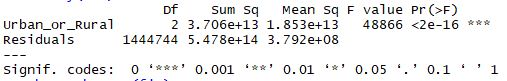 Df Sum Sq Mean Sq F value Pr(>F)
Urban_or_Rural 2 3.706e+13 1.853e+13 48866 <2e-16 ***
Residuals 1444744 5.478e+14 3.792e+08
---
Signif. codes: 0 ‘***’ 0.001 ‘**’ 0.01 ‘*’ 0.05 ‘.’ 0.1 ‘ ’ 1